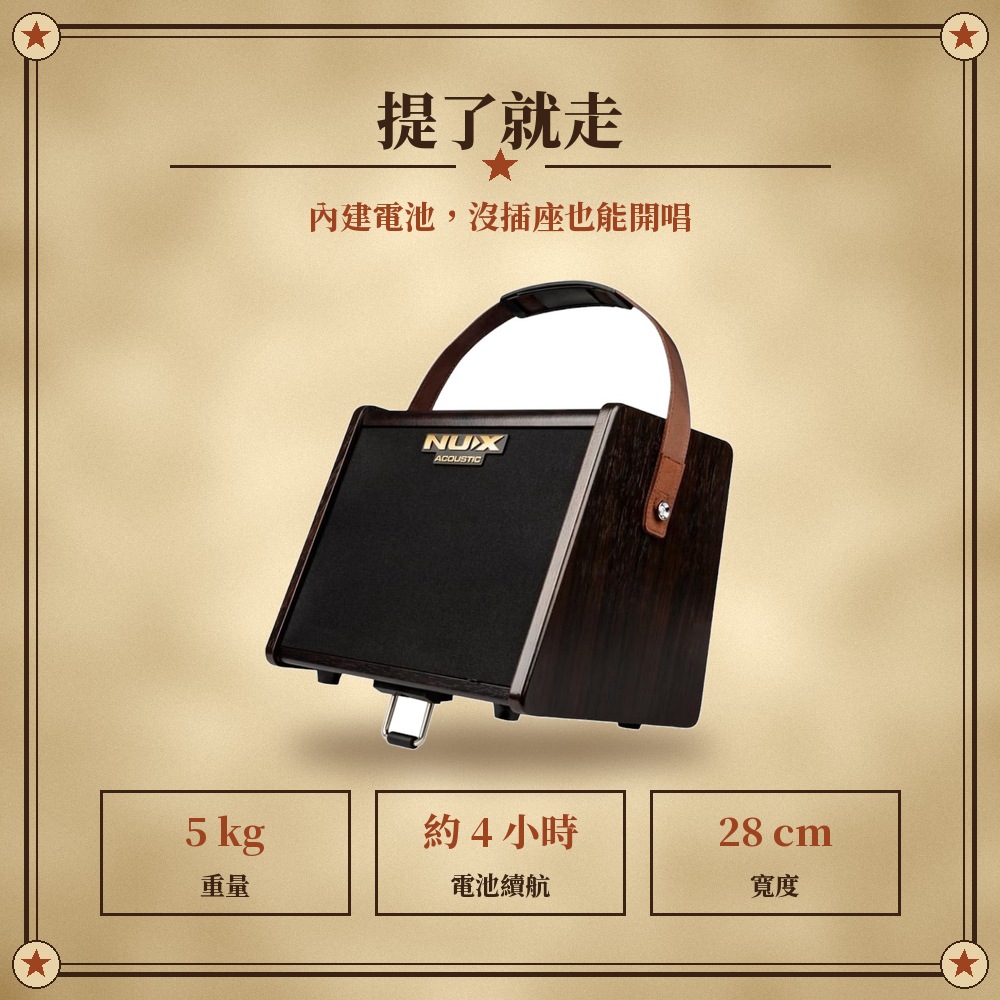 提了就走
內建電池，沒插座也能開唱
NUX
ACOUSTIC
5 kg
重量
約 4 小時
電池續航
28 cm
寬度